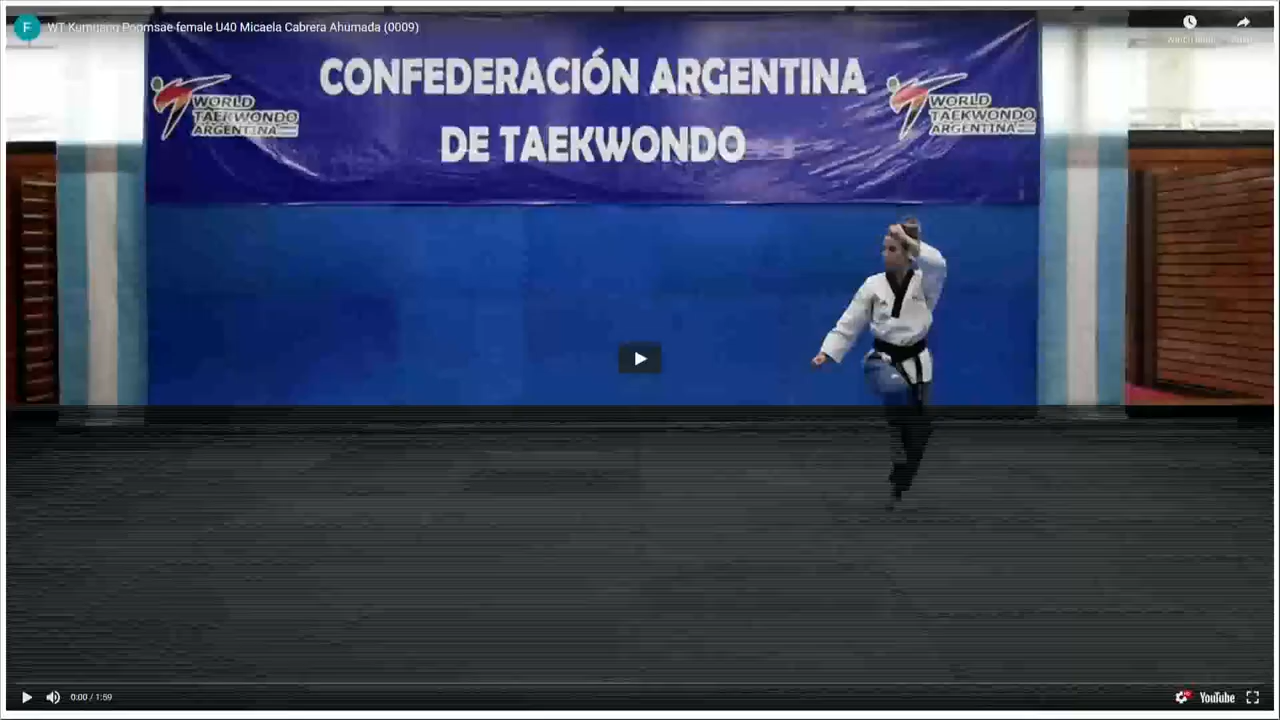 F
WT Kumgang Poomsae female U40 Micaela Cabrera Ahumada (0009)
CONFEDERACIÓN ARGENTINA
DE TAEKWONDO
WORLD
TAEKWONDO
ARGENTINA
WORLD
TAEKWONDO
ARGENTINA
0:00 / 1:59
YouTube